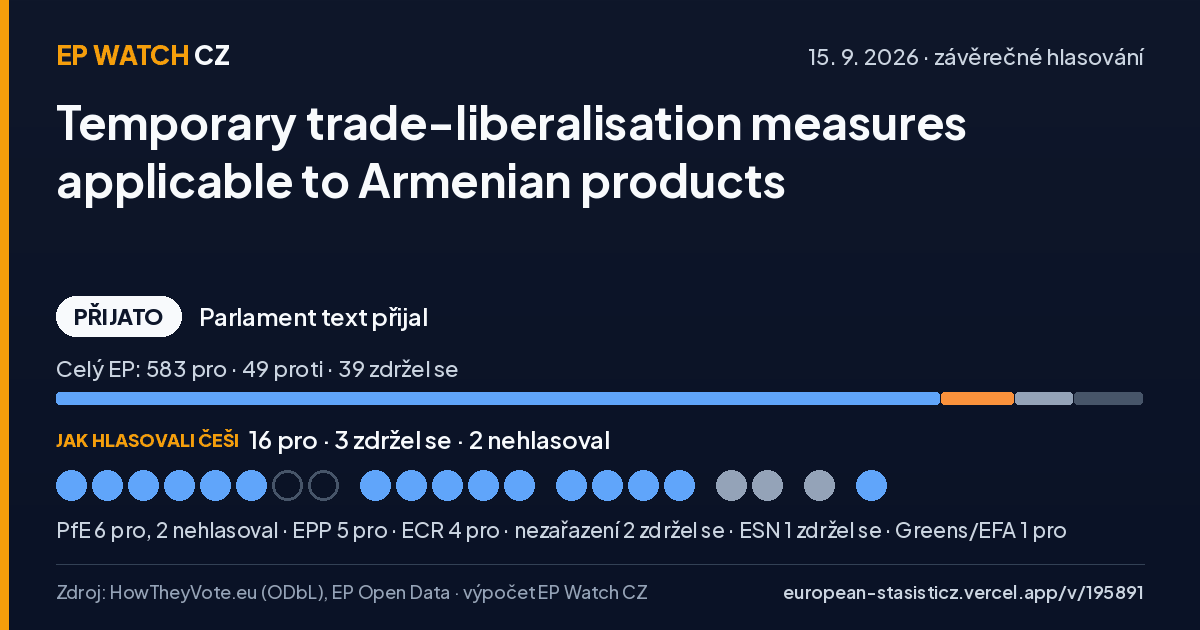 EP WATCH CZ
15. 9. 2026 · závěrečné hlasování
Temporary trade-liberalisation measures
applicable to Armenian products
PŘIJATO Parlament text přijal
Celý EP: 583 pro · 49 proti · 39 zdržel se
JAK HLASOVALI ČEŠI 16 pro · 3 zdržel se · 2 nehlasoval
PfE 6 pro, 2 nehlasoval · EPP 5 pro · ECR 4 pro · nezařazení 2 zdržel se · ESN 1 zdržel se · Greens/EFA 1 pro
Zdroj: HowTheyVote.eu (ODbL), EP Open Data · výpočet EP Watch CZ
european-stasisticz.vercel.app/v/195891